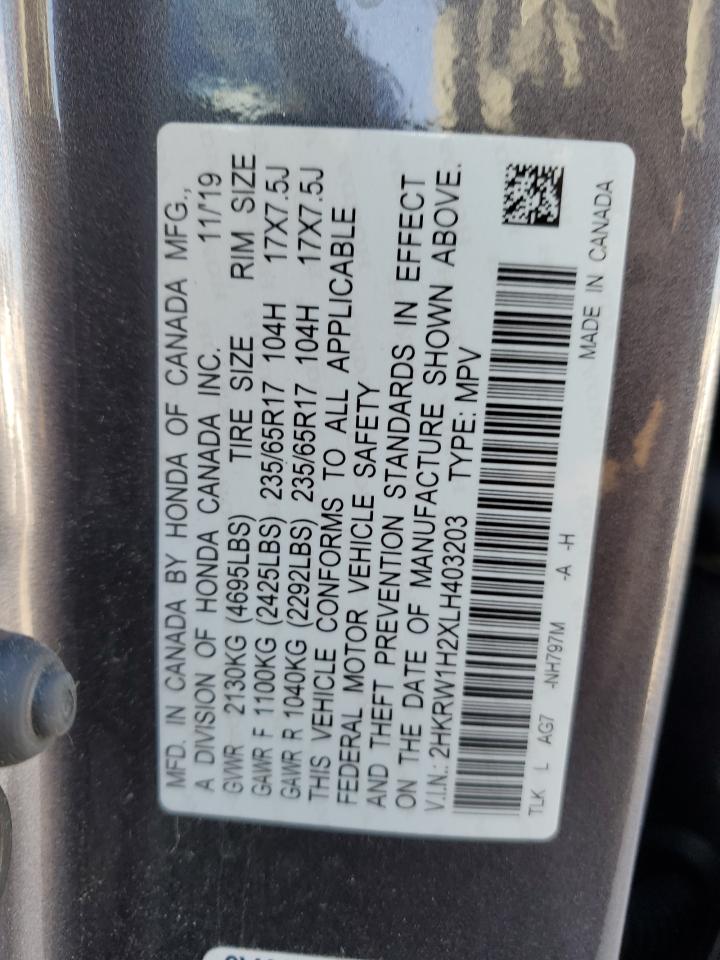 MFD. IN CANADA BY HONDA OF CANADA MFG.,
A DIVISION OF HONDA CANADA INC. 11/'19
GVWR 2130KG (4695LBS) TIRE SIZE RIM SIZE
GAWR F 1100KG (2425LBS) 235/65R17 104H 17X7.5J
GAWR R 1040KG (2292LBS) 235/65R17 104H 17X7.5J
THIS VEHICLE CONFORMS TO ALL APPLICABLE
FEDERAL MOTOR VEHICLE SAFETY
AND THEFT PREVENTION STANDARDS IN EFFECT
ON THE DATE OF MANUFACTURE SHOWN ABOVE.
V.I.N.: 2HKRW1H2XLH403203 TYPE: MPV
TLK L AG7 -NH797M -A -H
MADE IN CANADA